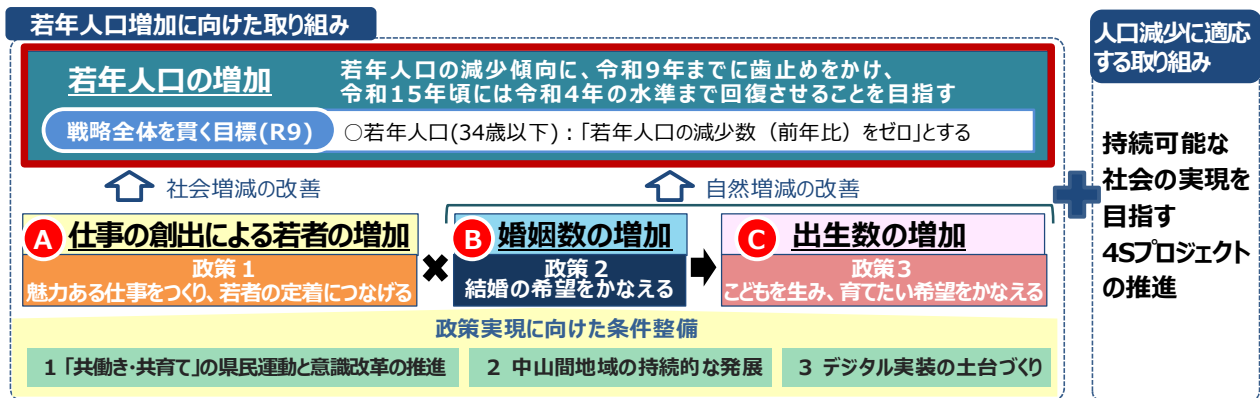 若年人口増加に向けた取り組み
若年人口の増加
若年人口の減少傾向に、令和9年までに歯止めをかけ、
令和15年頃には令和4年の水準まで回復させることを目指す
戦略全体を貫く目標(R9)
○若年人口(34歳以下)：「若年人口の減少数（前年比）をゼロ」とする
社会増減の改善
自然増減の改善
A 仕事の創出による若者の増加
政策1
魅力ある仕事をつくり、若者の定着につなげる
B 婚姻数の増加
政策2
結婚の希望をかなえる
C 出生数の増加
政策3
こどもを生み、育てたい希望をかなえる
政策実現に向けた条件整備
1「共働き・共育て」の県民運動と意識改革の推進
2 中山間地域の持続的な発展
3 デジタル実装の土台づくり
人口減少に適応
する取り組み
持続可能な
社会の実現を
目指す
4Sプロジェクト
の推進